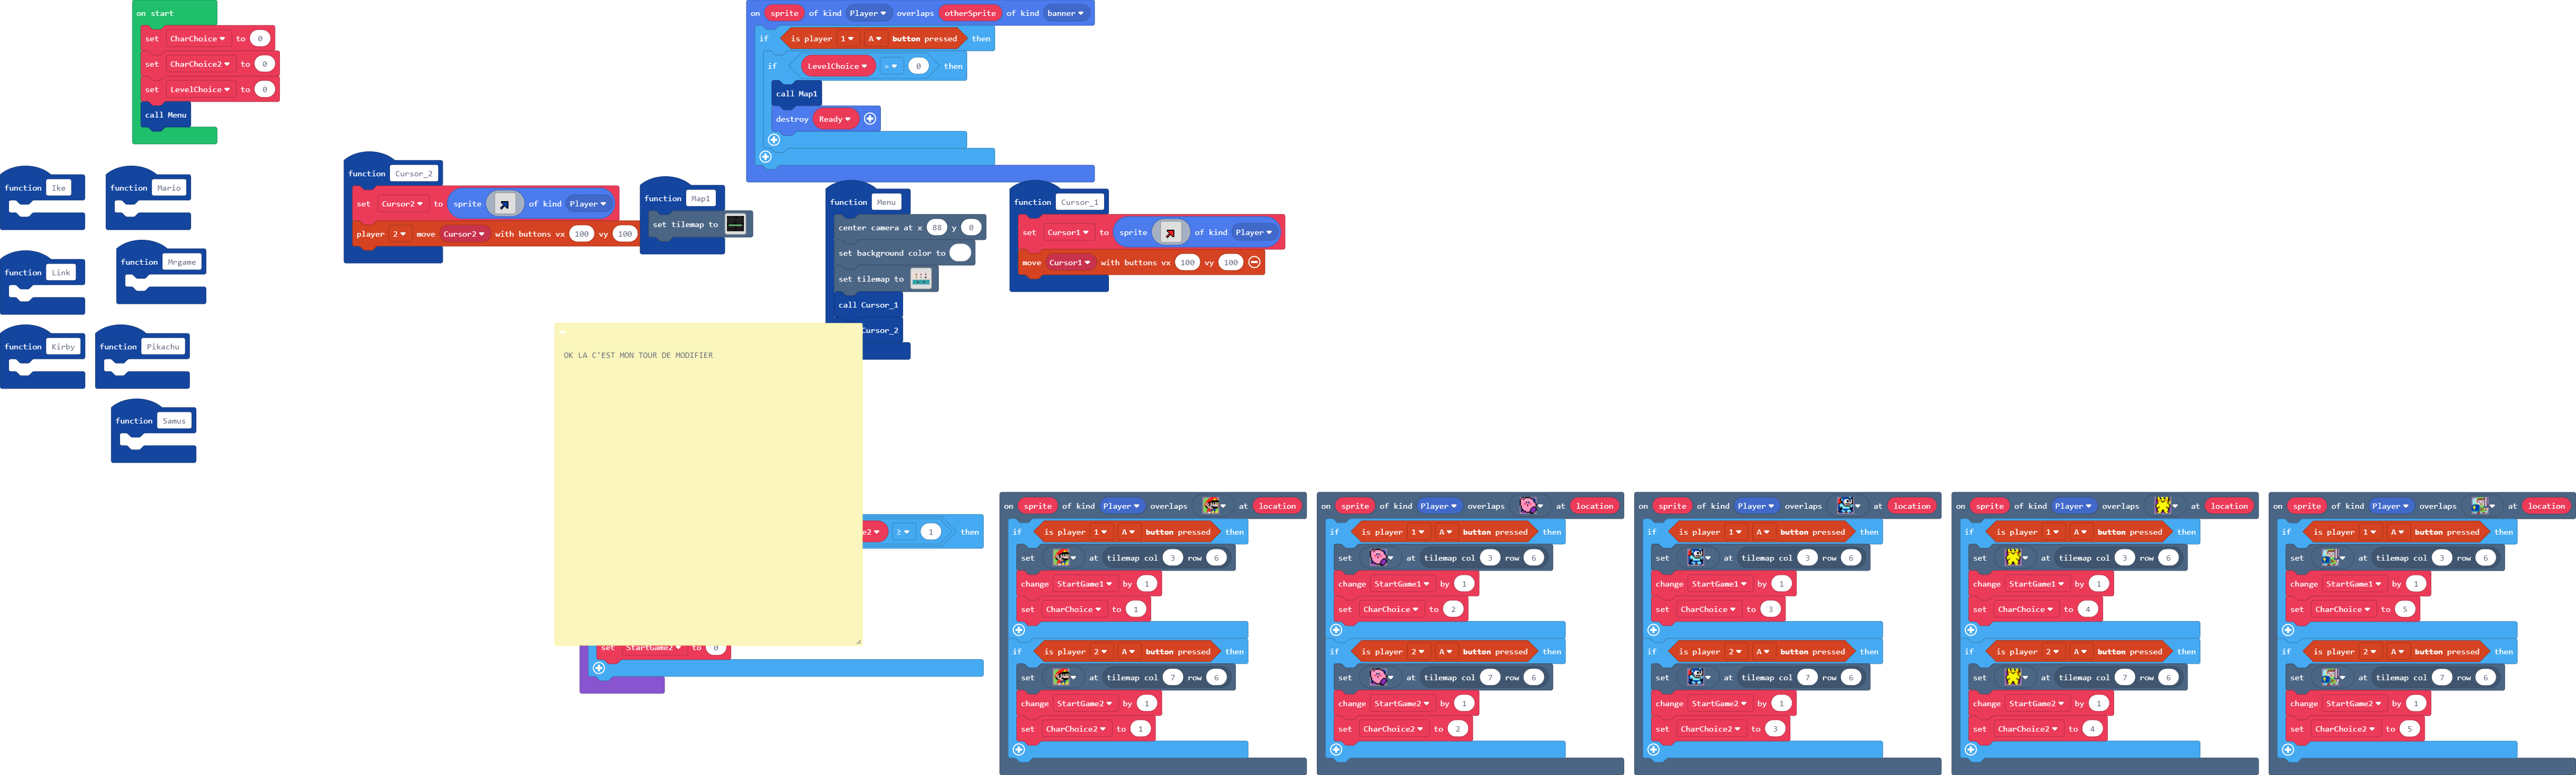 on start
set CharChoice to 0
set CharChoice2 to 0
set LevelChoice to 0
call Menu
on sprite of kind Player overlaps otherSprite of kind banner
if is player 1 A button pressed then
if LevelChoice = 0 then
call Map1
destroy Ready
function Ike
function Mario
function Link
function Mrgame
function Kirby
function Pikachu
function Samus
function Cursor_2
set Cursor2 to sprite of kind Player
player 2 move Cursor2 with buttons vx 100 vy 100
function Map1
set tilemap to
function Menu
center camera at x 88 y 0
set background color to
set tilemap to
call Cursor_1
Cursor_2
function Cursor_1
set Cursor1 to sprite of kind Player
move Cursor1 with buttons vx 100 vy 100
OK LA C'EST MON TOUR DE MODIFIER
≥ 1 then
set StartGame2 to 0
on sprite of kind Player overlaps at location
if is player 1 A button pressed then
set at tilemap col 3 row 6
change StartGame1 by 1
set CharChoice to 1
if is player 2 A button pressed then
set at tilemap col 7 row 6
change StartGame2 by 1
set CharChoice2 to 1
on sprite of kind Player overlaps at location
if is player 1 A button pressed then
set at tilemap col 3 row 6
change StartGame1 by 1
set CharChoice to 2
if is player 2 A button pressed then
set at tilemap col 7 row 6
change StartGame2 by 1
set CharChoice2 to 2
on sprite of kind Player overlaps at location
if is player 1 A button pressed then
set at tilemap col 3 row 6
change StartGame1 by 1
set CharChoice to 3
if is player 2 A button pressed then
set at tilemap col 7 row 6
change StartGame2 by 1
set CharChoice2 to 3
on sprite of kind Player overlaps at location
if is player 1 A button pressed then
set at tilemap col 3 row 6
change StartGame1 by 1
set CharChoice to 4
if is player 2 A button pressed then
set at tilemap col 7 row 6
change StartGame2 by 1
set CharChoice2 to 4
on sprite of kind Player overlaps at location
if is player 1 A button pressed then
set at tilemap col 3 row 6
change StartGame1 by 1
set CharChoice to 5
if is player 2 A button pressed then
set at tilemap col 7 row 6
change StartGame2 by 1
set CharChoice2 to 5